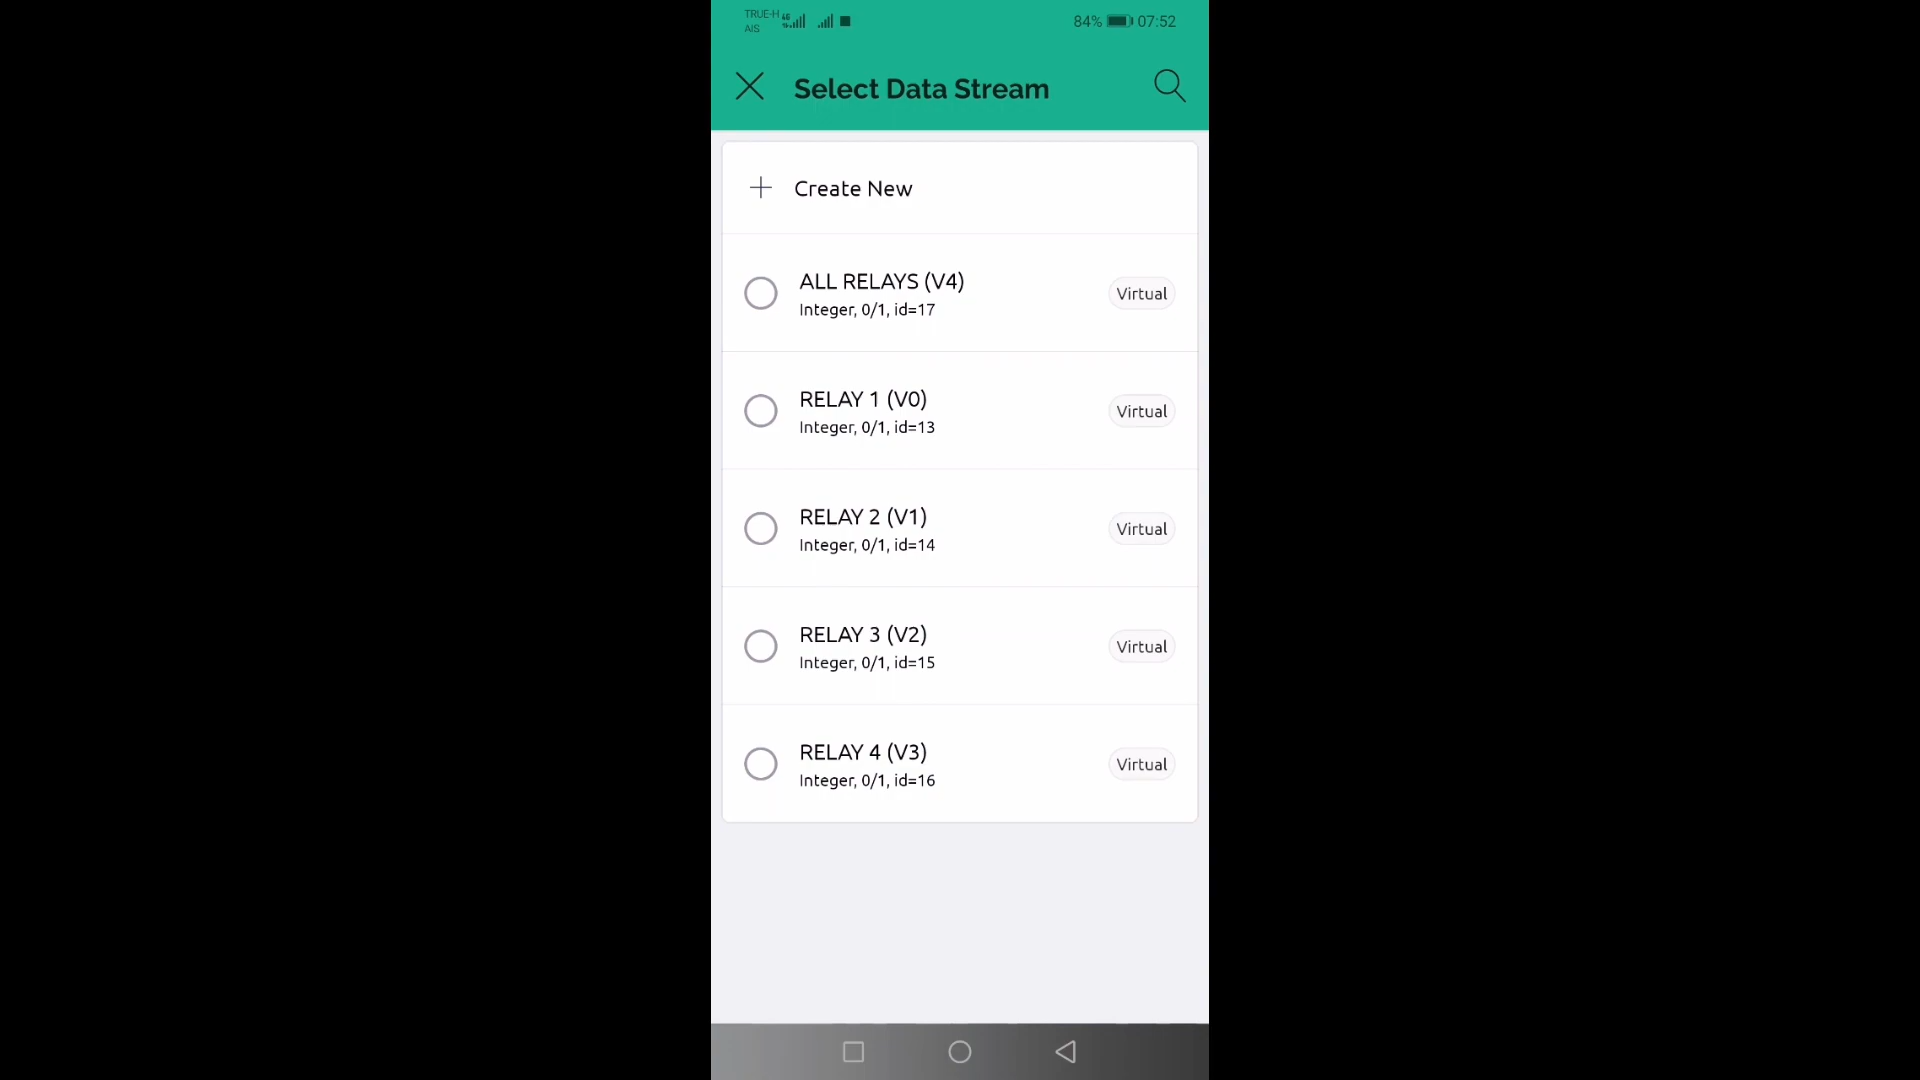 TRUE-H
AIS
84%
07:52
Select Data Stream
Create New
ALL RELAYS (V4)
Integer, 0/1, id=17
Virtual
RELAY 1 (V0)
Integer, 0/1, id=13
Virtual
RELAY 2 (V1)
Integer, 0/1, id=14
Virtual
RELAY 3 (V2)
Integer, 0/1, id=15
Virtual
RELAY 4 (V3)
Integer, 0/1, id=16
Virtual